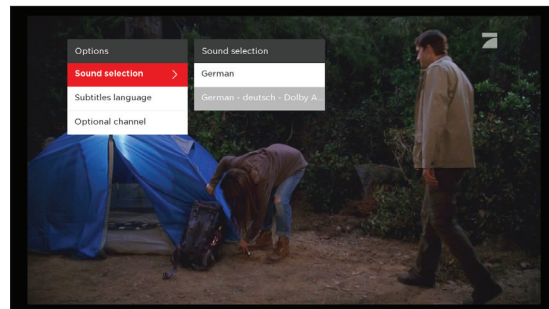 Options
Sound selection
Subtitles language
Optional channel
Sound selection
German
German - deutsch - Dolby A...